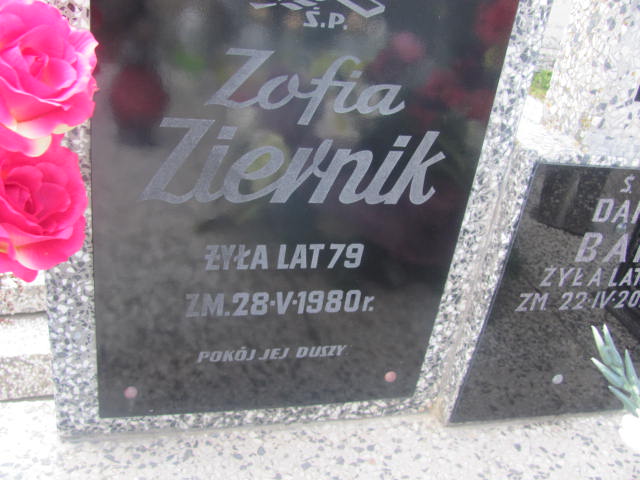 Ś.P.
Zofia
Ziernik
ŻYŁA LAT 79
ZM. 28·V·1980 r.
POKÓJ JEJ DUSZY
Ś
ŻYŁA LAT
ZM. 22·IV·20